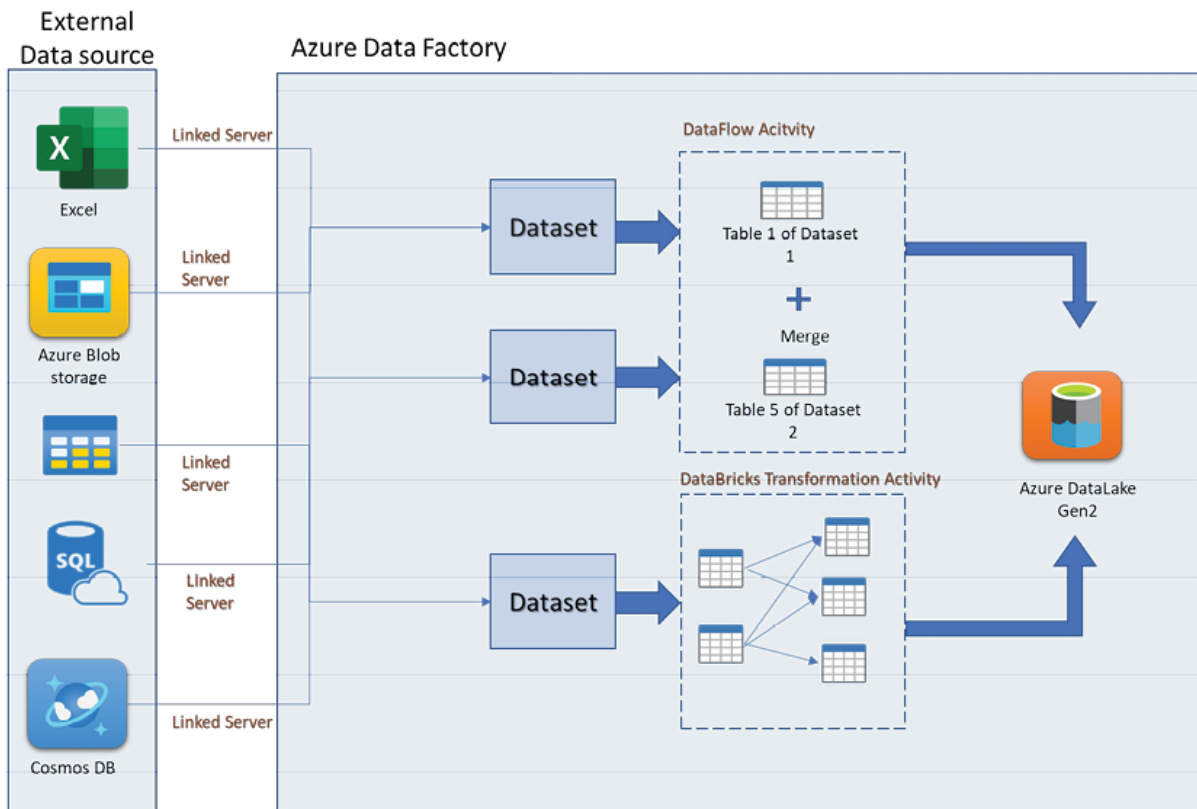 External
Data source
Azure Data Factory
X
Excel
Linked Server
Azure Blob
storage
Linked
Server
Linked
Server
SQL
Linked
Server
Cosmos DB
Linked Server
Dataset
Dataset
Dataset
DataFlow Acitvity
Table 1 of Dataset
1
+
Merge
Table 5 of Dataset
2
DataBricks Transformation Activity
Azure DataLake
Gen2